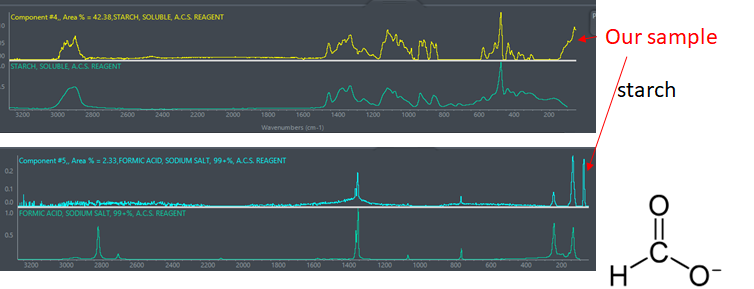 Component #4,, Area % = 42.38,STARCH, SOLUBLE, A.C.S. REAGENT
Our sample
STARCH, SOLUBLE, A.C.S. REAGENT
starch
3200 3000 2800 2600 2400 2200 2000 1800 1600 1400 1200 1000 800 600 400 200
Wavenumbers (cm-1)
Component #5,, Area % = 2.33,FORMIC ACID, SODIUM SALT, 99+%, A.C.S. REAGENT
0.2
0.1
0.0
FORMIC ACID, SODIUM SALT, 99+%, A.C.S. REAGENT
1.0
0.5
3200 3000 2800 2600 2400 2200 2000 1800 1600 1400 1200 1000 800 600 400 200
O
H
O−